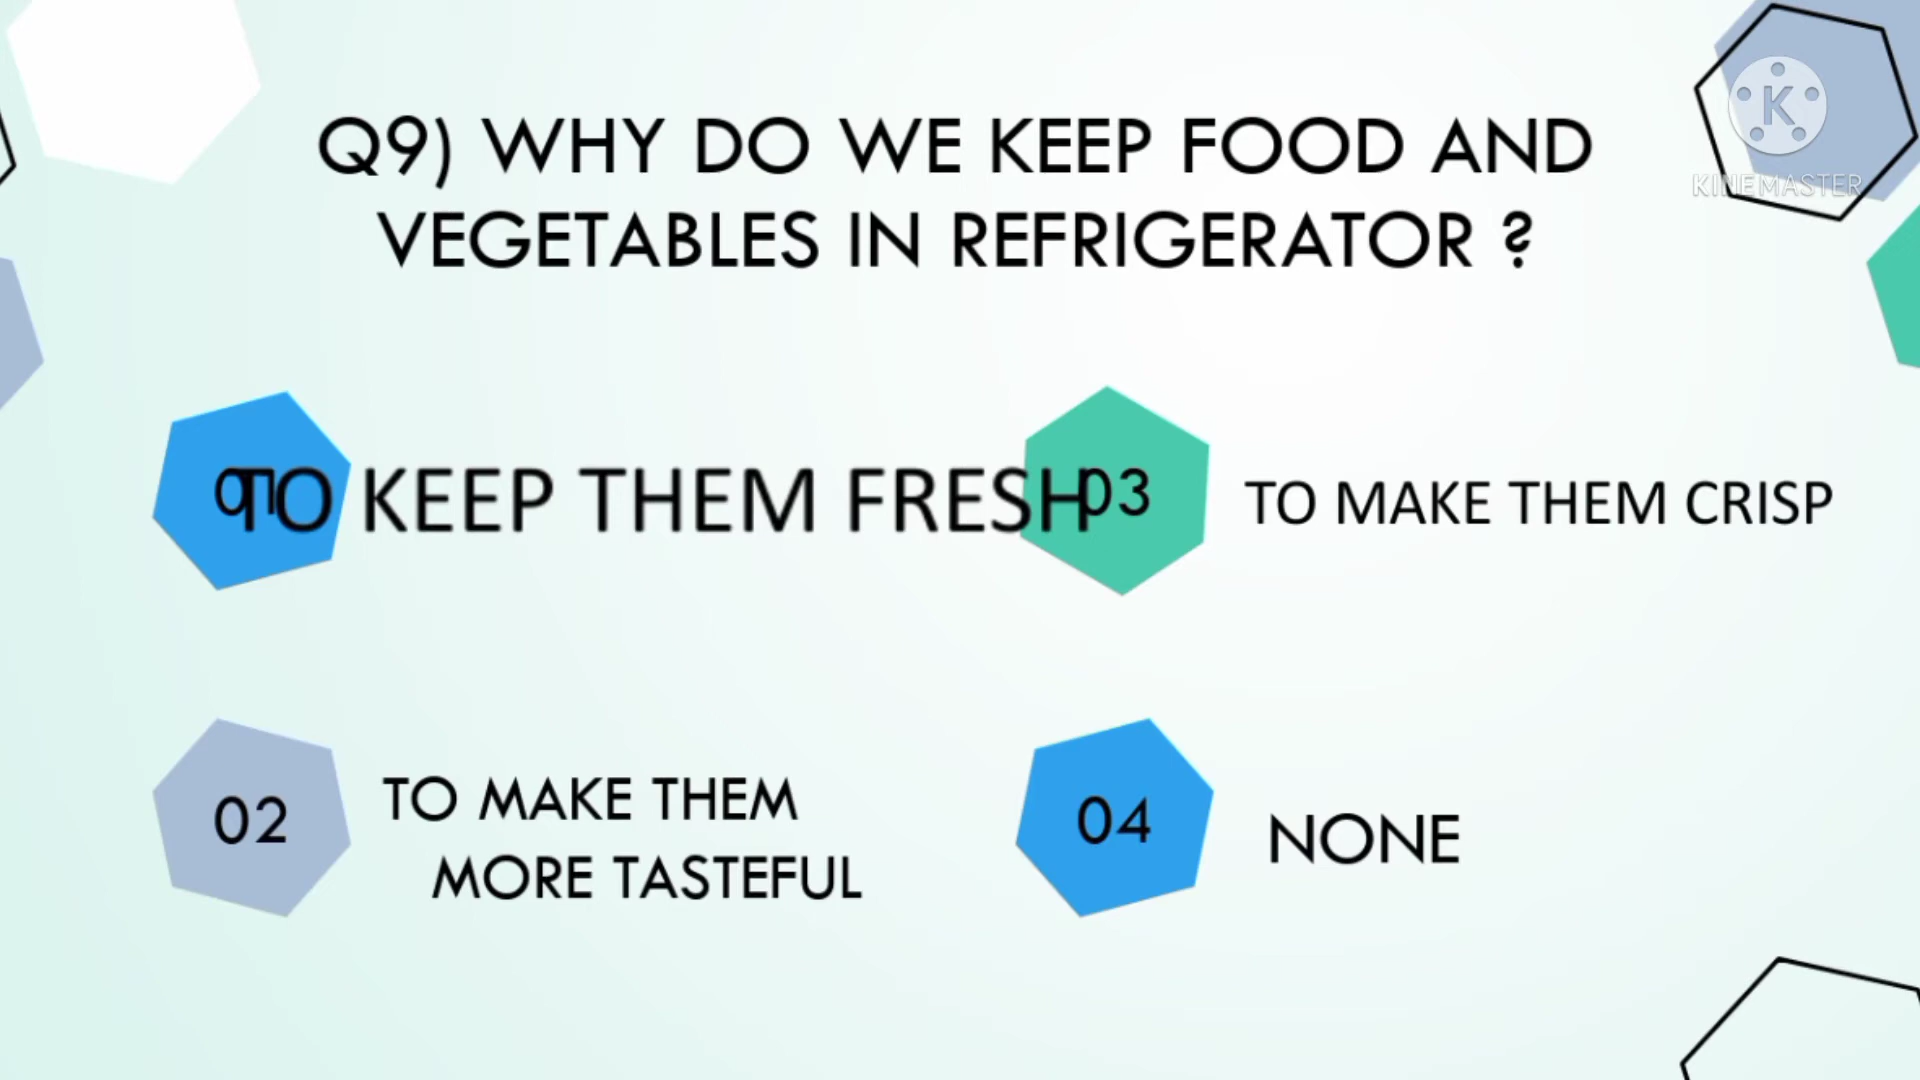 Q9) WHY DO WE KEEP FOOD AND
VEGETABLES IN REFRIGERATOR ?
TO KEEP THEM FRESH
03
TO MAKE THEM CRISP
02
TO MAKE THEM
MORE TASTEFUL
04
NONE
K
KINEMASTER